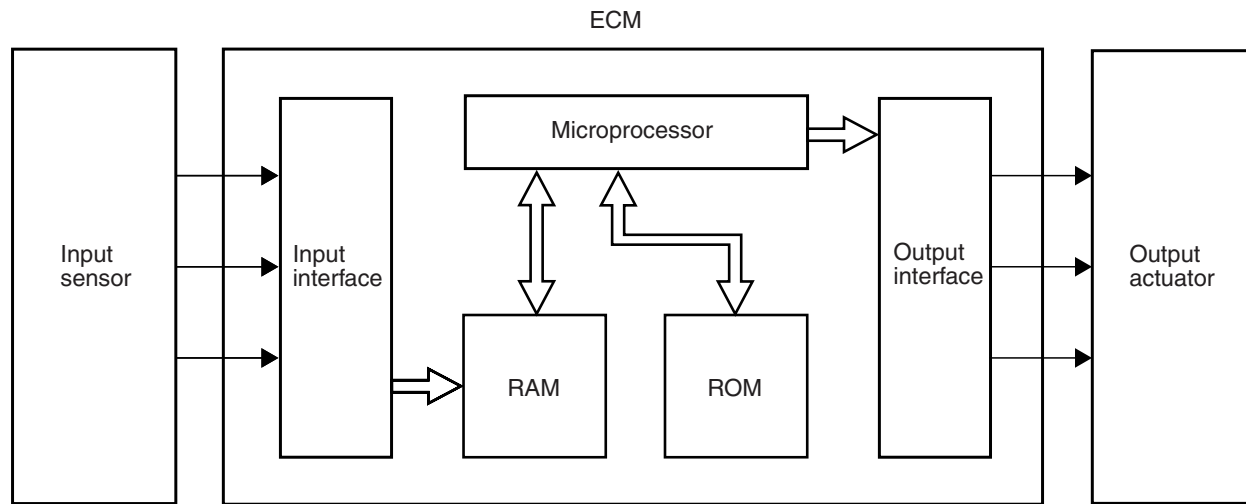 ECM
Input
sensor
Input
interface
Microprocessor
RAM
ROM
Output
interface
Output
actuator